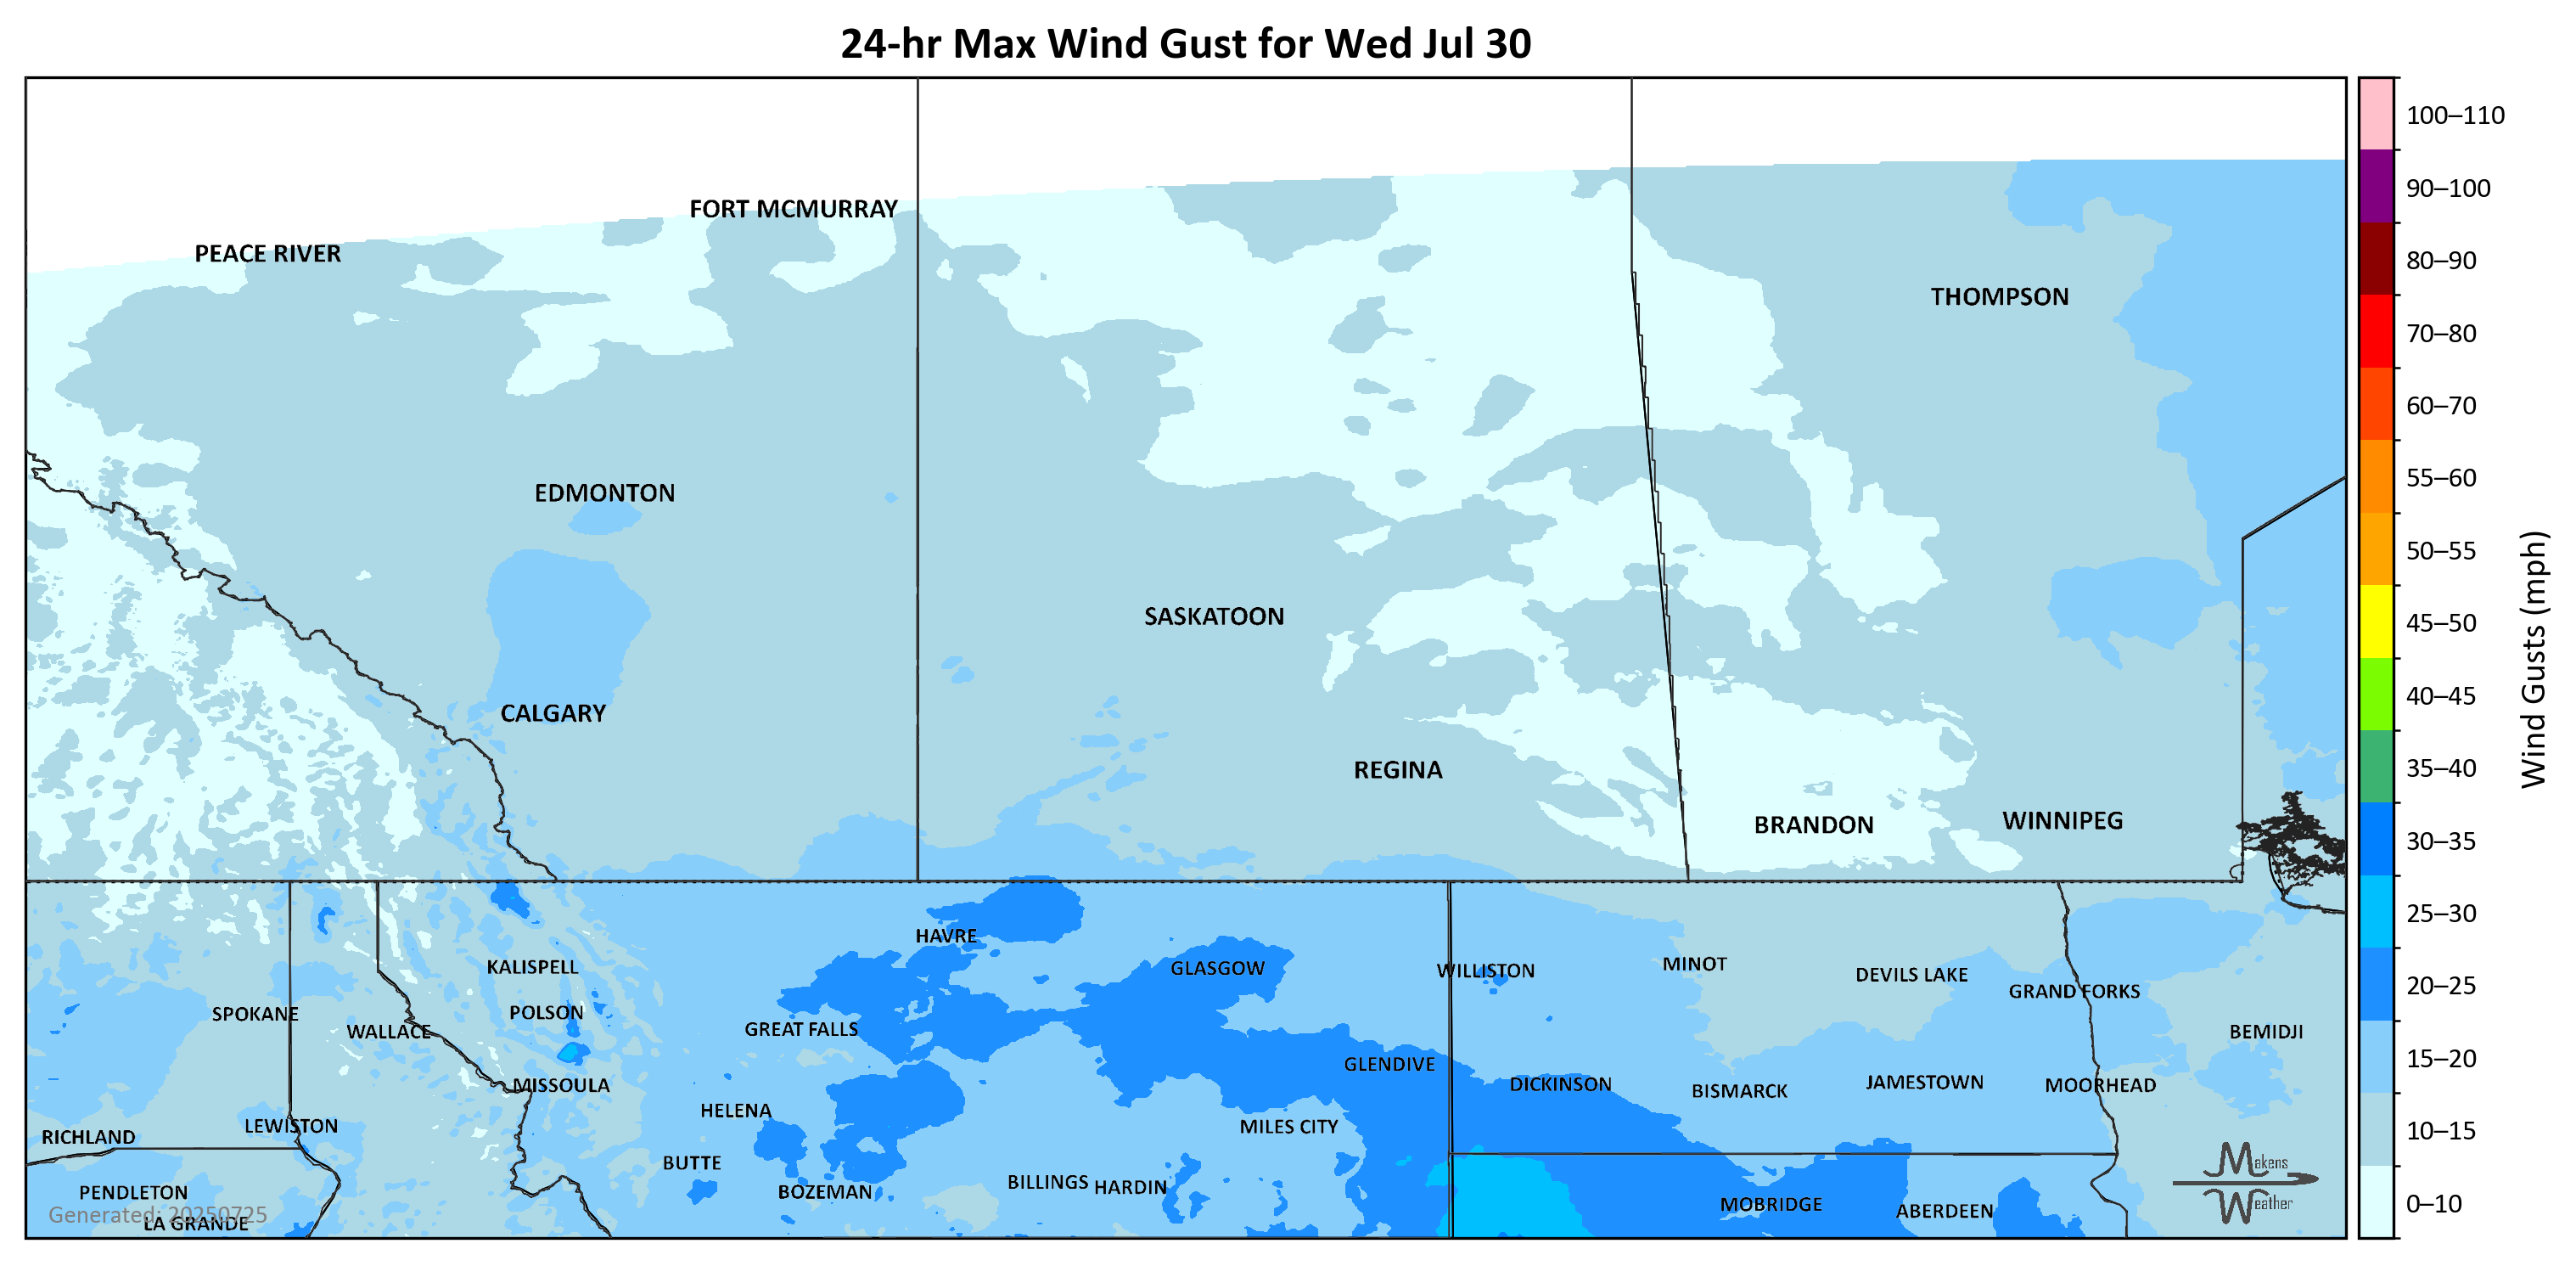 24-hr Max Wind Gust for Wed Jul 30
FORT MCMURRAY
PEACE RIVER
THOMPSON
EDMONTON
SASKATOON
CALGARY
REGINA
BRANDON
WINNIPEG
HAVRE
KALISPELL
GLASGOW
WILLISTON
MINOT
DEVILS LAKE
GRAND FORKS
SPOKANE
POLSON
WALLACE
GREAT FALLS
BEMIDJI
GLENDIVE
MISSOULA
DICKINSON
BISMARCK
JAMESTOWN
MOORHEAD
HELENA
LEWISTON
MILES CITY
RICHLAND
BUTTE
PENDLETON
BOZEMAN
BILLINGS
HARDIN
MOBRIDGE
ABERDEEN
LA GRANDE
Generated: 20250725
Makens
Weather
100–110
90–100
80–90
70–80
60–70
55–60
50–55
45–50
40–45
35–40
30–35
25–30
20–25
15–20
10–15
0–10
Wind Gusts (mph)